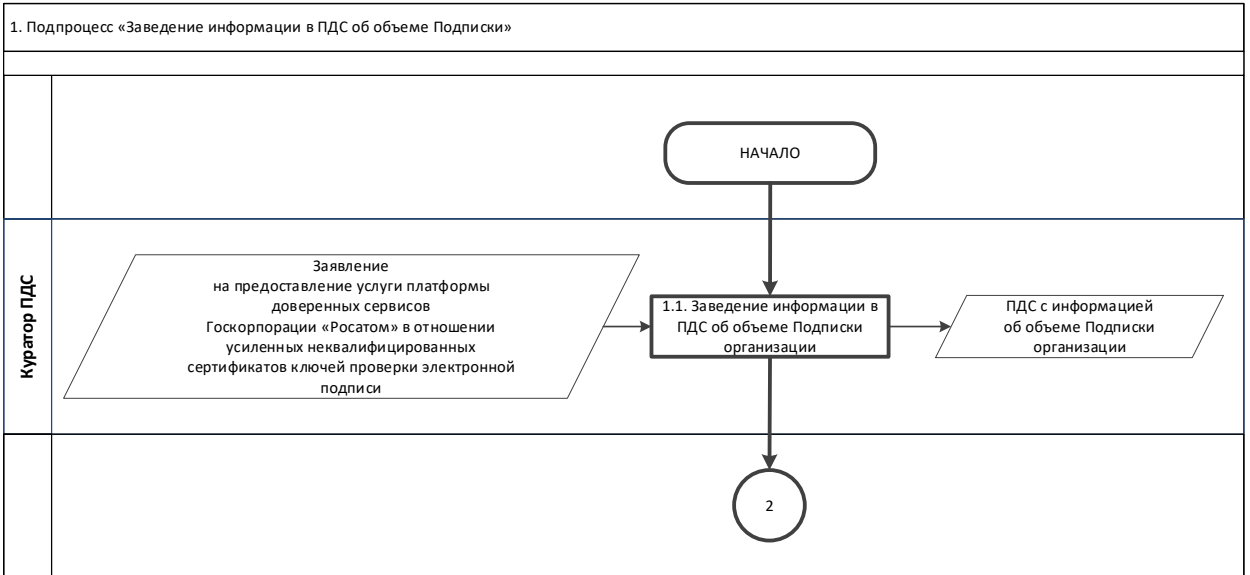 1. Подпроцесс «Заведение информации в ПДС об объеме Подписки»
НАЧАЛО
Куратор ПДС
Заявление
на предоставление услуги платформы
доверенных сервисов
Госкорпорации «Росатом» в отношении
усиленных неквалифицированных
сертификатов ключей проверки электронной
подписи
1.1. Заведение информации в
ПДС об объеме Подписки
организации
ПДС с информацией
об объеме Подписки
организации
2